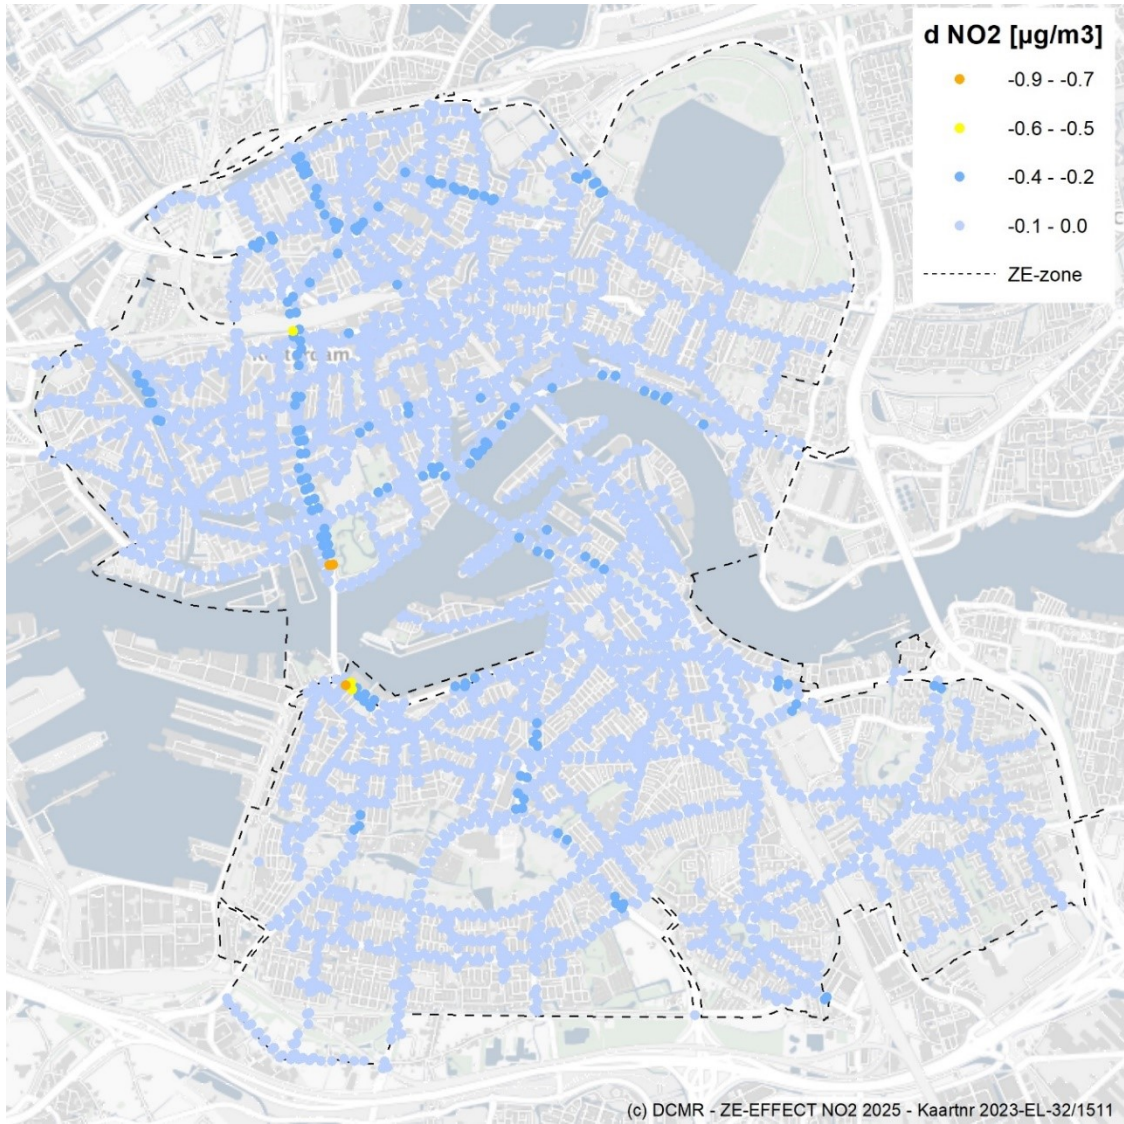 d NO2 [µg/m3]
-0.9 - -0.7
-0.6 - -0.5
-0.4 - -0.2
-0.1 - 0.0
ZE-zone
(c) DCMR - ZE-EFFECT NO2 2025 - Kaartnr 2023-EL-32/1511